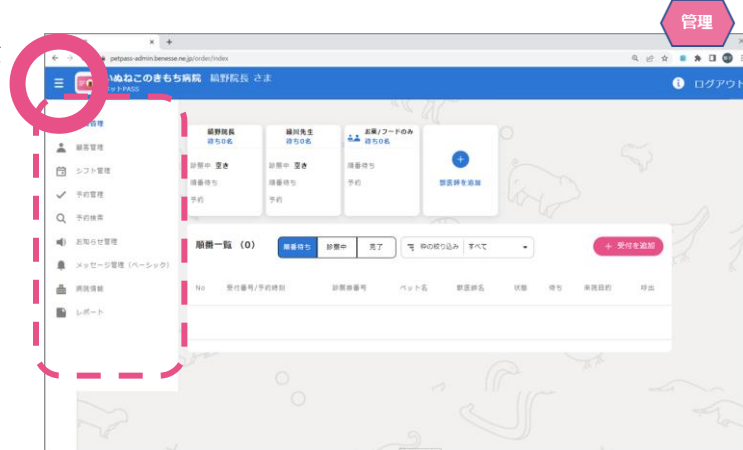 管理
petpass-admin.benesse.ne.jp/order/index
いぬねこのきもち病院 鏑野院長 さま
ットPASS
ログアウト
管理
顧客管理
シフト管理
予約管理
予約検索
お知らせ管理
メッセージ管理（ベーシック）
病院情報
レポート
鏑野院長
待ち0名
診察中 空き
順番待ち
予約
緑川先生
待ち0名
診察中 空き
順番待ち
予約
お薬/フードのみ
待ち0名
順番待ち
予約
獣医師を追加
順番一覧（0）
順番待ち
診察中
完了
枠の絞り込み すべて
＋ 受付を追加
No 受付番号/予約時刻 診察券番号 ペット名 獣医師名 状態 待ち 来院目的 呼出